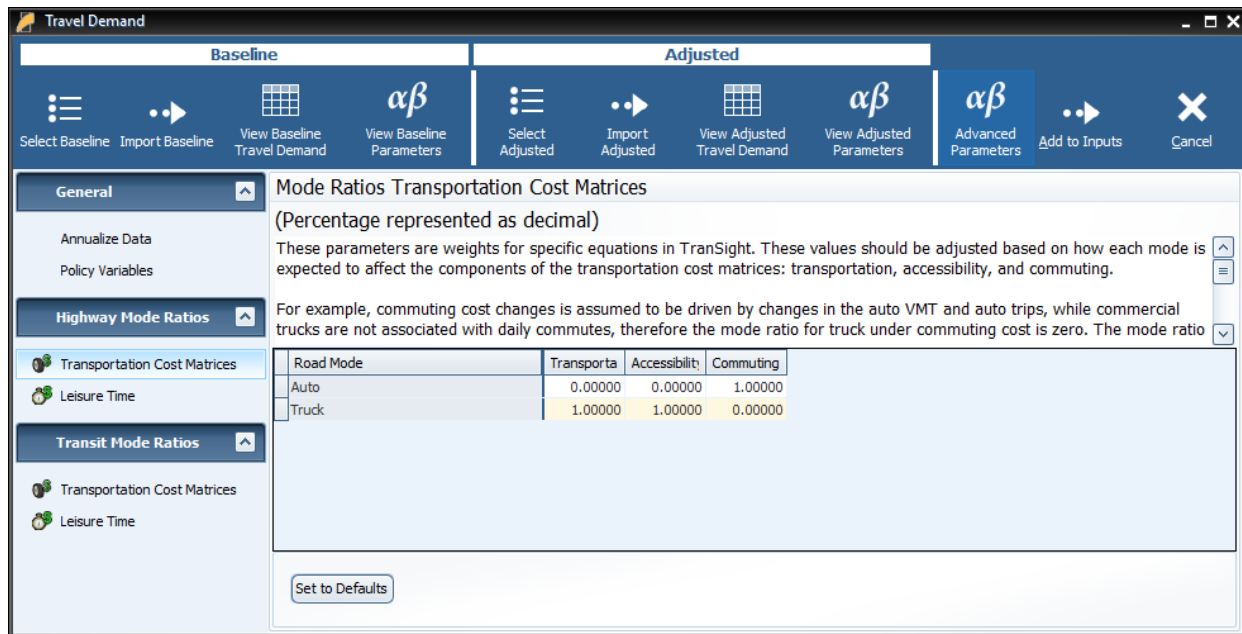 Travel Demand
Baseline
Adjusted
αβ
αβ
αβ
Select Baseline
Import Baseline
View Baseline
Travel Demand
View Baseline
Parameters
Select
Adjusted
Import
Adjusted
View Adjusted
Travel Demand
View Adjusted
Parameters
Advanced
Parameters
Add to Inputs
Cancel
General
Annualize Data
Policy Variables
Highway Mode Ratios
Transportation Cost Matrices
Leisure Time
Transit Mode Ratios
Transportation Cost Matrices
Leisure Time
Mode Ratios Transportation Cost Matrices
(Percentage represented as decimal)
These parameters are weights for specific equations in TranSight. These values should be adjusted based on how each mode is
expected to affect the components of the transportation cost matrices: transportation, accessibility, and commuting.
For example, commuting cost changes is assumed to be driven by changes in the auto VMT and auto trips, while commercial
trucks are not associated with daily commutes, therefore the mode ratio for truck under commuting cost is zero. The mode ratio
Road Mode Transporta Accessibility Commuting
Auto 0.00000 0.00000 1.00000
Truck 1.00000 1.00000 0.00000
Set to Defaults